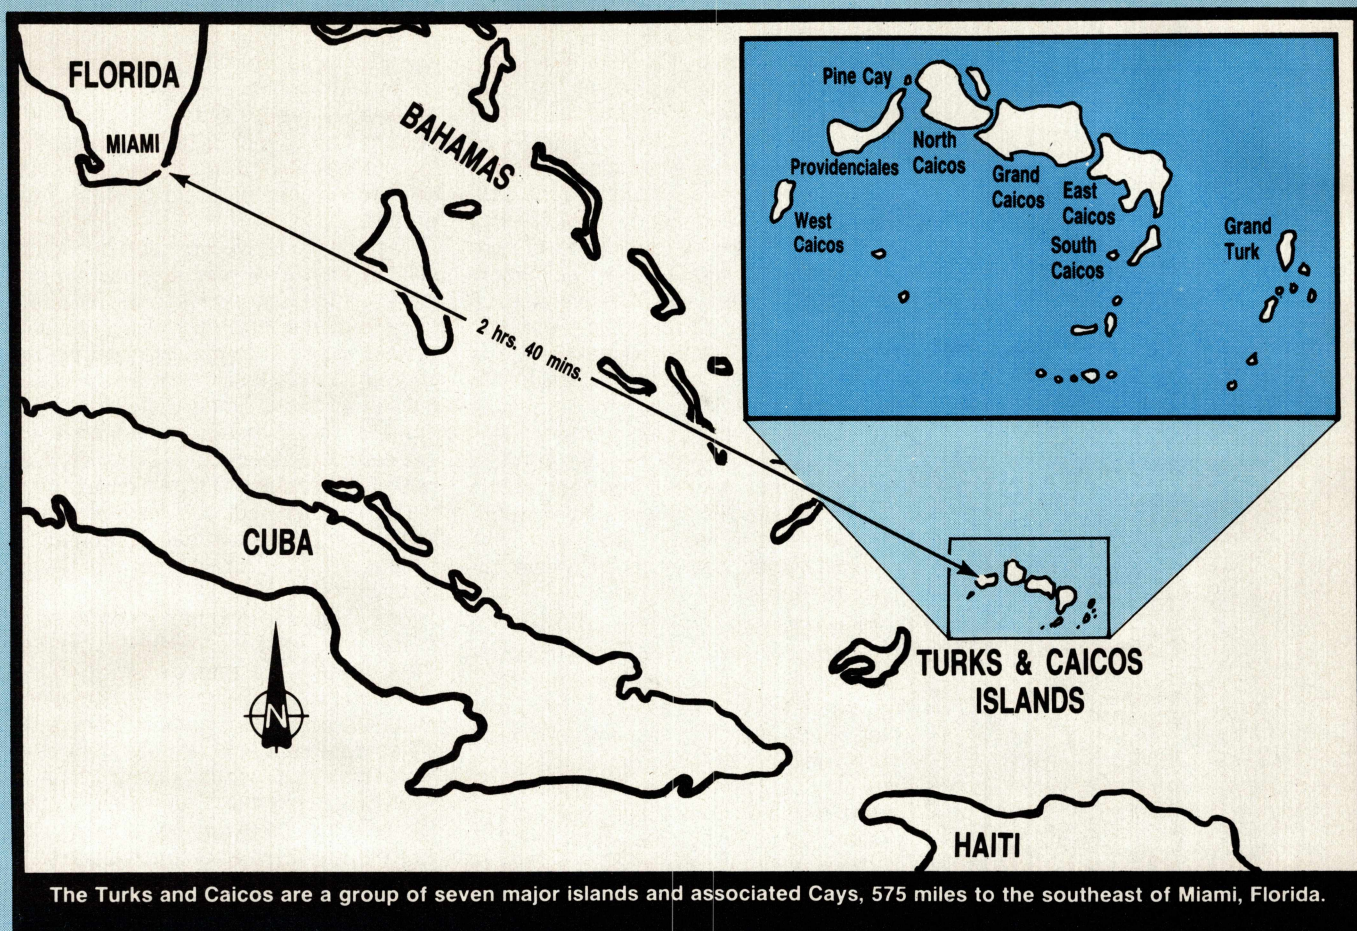 FLORIDA
MIAMI
BAHAMAS
2 hrs. 40 mins.
Pine Cay
Providenciales
North
Caicos
Grand
Caicos
East
Caicos
West
Caicos
South
Caicos
Grand
Turk
CUBA
N
TURKS & CAICOS
ISLANDS
HAITI
The Turks and Caicos are a group of seven major islands and associated Cays, 575 miles to the southeast of Miami, Florida.